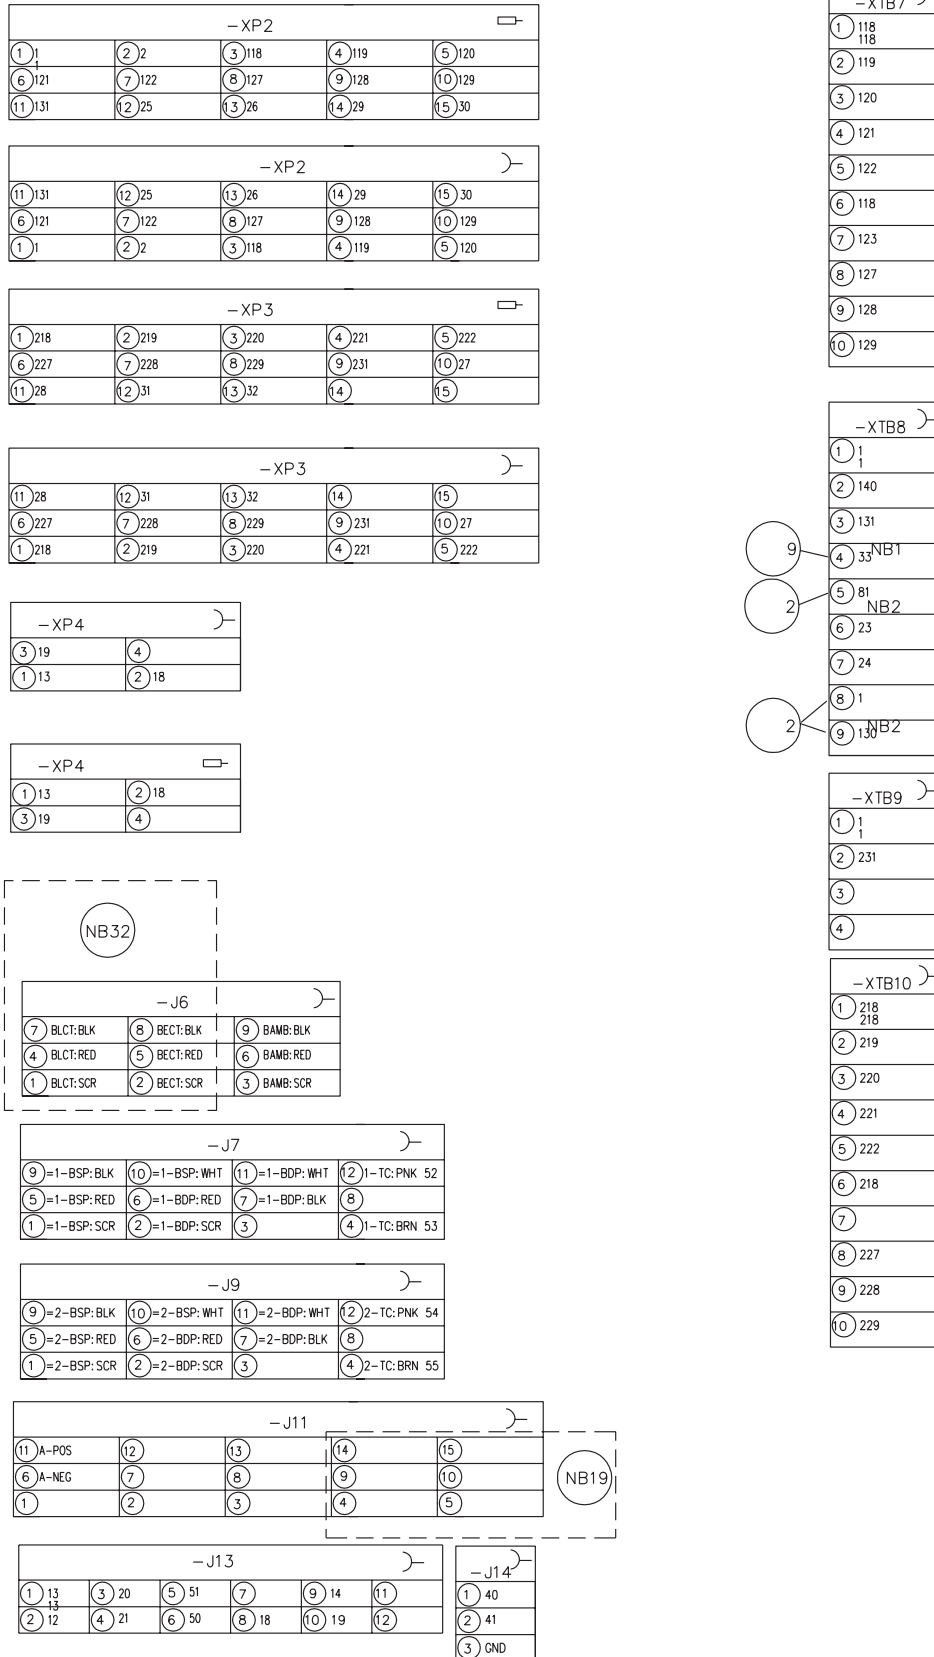 -XP2
1 1 2 2 3 118 4 119 5 120
1
6 121 7 122 8 127 9 128 10 129
11 131 12 25 13 26 14 29 15 30
-XP2
11 131 12 25 13 26 14 29 15 30
6 121 7 122 8 127 9 128 10 129
1 1 2 2 3 118 4 119 5 120
-XP3
1 218 2 219 3 220 4 221 5 222
6 227 7 228 8 229 9 231 10 27
11 28 12 31 13 32 14 15
-XP3
11 28 12 31 13 32 14 15
6 227 7 228 8 229 9 231 10 27
1 218 2 219 3 220 4 221 5 222
-XP4
3 19 4
1 13 2 18
-XP4
1 13 2 18
3 19 4
NB32
-J6
7 BLCT:BLK 8 BECT:BLK 9 BAMB:BLK
4 BLCT:RED 5 BECT:RED 6 BAMB:RED
1 BLCT:SCR 2 BECT:SCR 3 BAMB:SCR
-J7
9 =1-BSP:BLK 10 =1-BSP:WHT 11 =1-BDP:WHT 12 1-TC:PNK 52
5 =1-BSP:RED 6 =1-BDP:RED 7 =1-BDP:BLK 8
1 =1-BSP:SCR 2 =1-BDP:SCR 3 4 1-TC:BRN 53
-J9
9 =2-BSP:BLK 10 =2-BSP:WHT 11 =2-BDP:WHT 12 2-TC:PNK 54
5 =2-BSP:RED 6 =2-BDP:RED 7 =2-BDP:BLK 8
1 =2-BSP:SCR 2 =2-BDP:SCR 3 4 2-TC:BRN 55
-J11
11 A-POS 12 13 14 15
6 A-NEG 7 8 9 10
1 2 3 4 5
NB19
-J13
1 13 3 20 5 51 7 9 14 11
13
2 12 4 21 6 50 8 18 10 19 12
-J14
1 40
2 41
3 GND
-XTB7
1 118
118
2 119
3 120
4 121
5 122
6 118
7 123
8 127
9 128
10 129
-XTB8
1 1
1
2 140
3 131
9 4 33 NB1
2 5 81 NB2
6 23
7 24
8 1
2 9 130 NB2
-XTB9
1 1
1
2 231
3
4
-XTB10
1 218
218
2 219
3 220
4 221
5 222
6 218
7
8 227
9 228
10 229